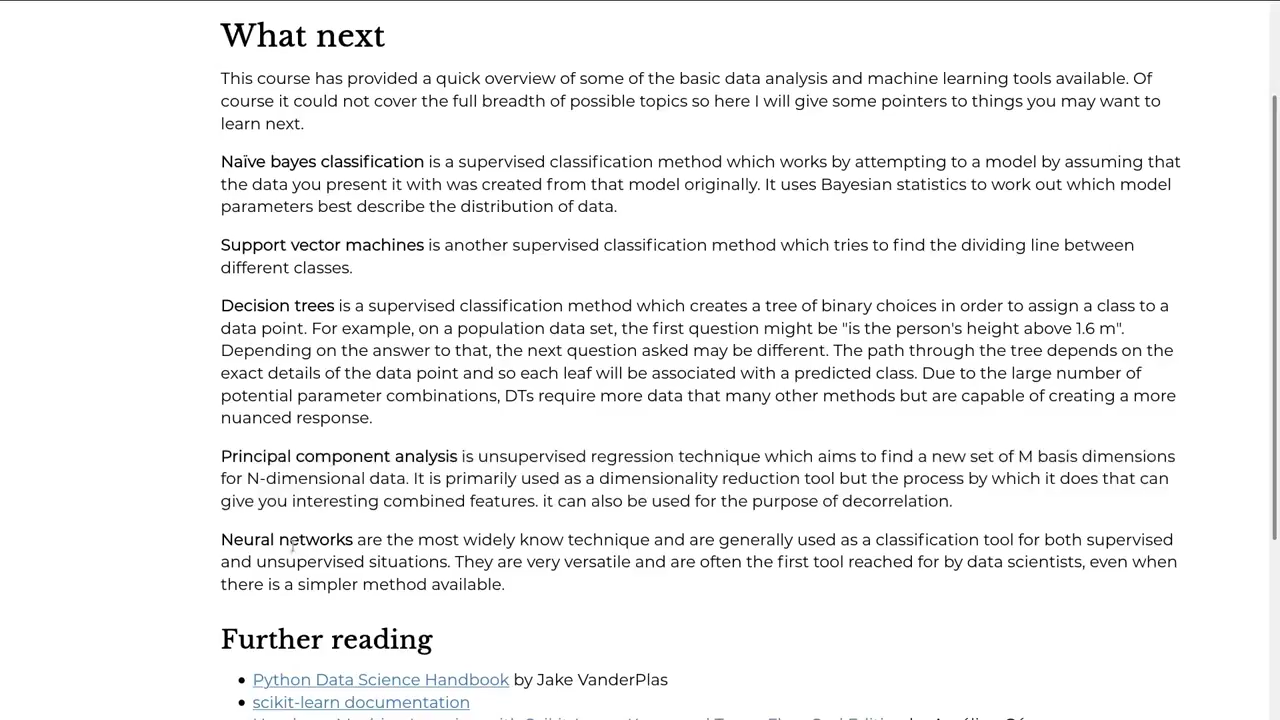 What next
This course has provided a quick overview of some of the basic data analysis and machine learning tools available. Of
course it could not cover the full breadth of possible topics so here I will give some pointers to things you may want to
learn next.
Naïve bayes classification is a supervised classification method which works by attempting to a model by assuming that
the data you present it with was created from that model originally. It uses Bayesian statistics to work out which model
parameters best describe the distribution of data.
Support vector machines is another supervised classification method which tries to find the dividing line between
different classes.
Decision trees is a supervised classification method which creates a tree of binary choices in order to assign a class to a
data point. For example, on a population data set, the first question might be "is the person's height above 1.6 m".
Depending on the answer to that, the next question asked may be different. The path through the tree depends on the
exact details of the data point and so each leaf will be associated with a predicted class. Due to the large number of
potential parameter combinations, DTs require more data that many other methods but are capable of creating a more
nuanced response.
Principal component analysis is unsupervised regression technique which aims to find a new set of M basis dimensions
for N-dimensional data. It is primarily used as a dimensionality reduction tool but the process by which it does that can
give you interesting combined features. it can also be used for the purpose of decorrelation.
Neural networks are the most widely know technique and are generally used as a classification tool for both supervised
and unsupervised situations. They are very versatile and are often the first tool reached for by data scientists, even when
there is a simpler method available.
Further reading
Python Data Science Handbook by Jake VanderPlas
scikit-learn documentation